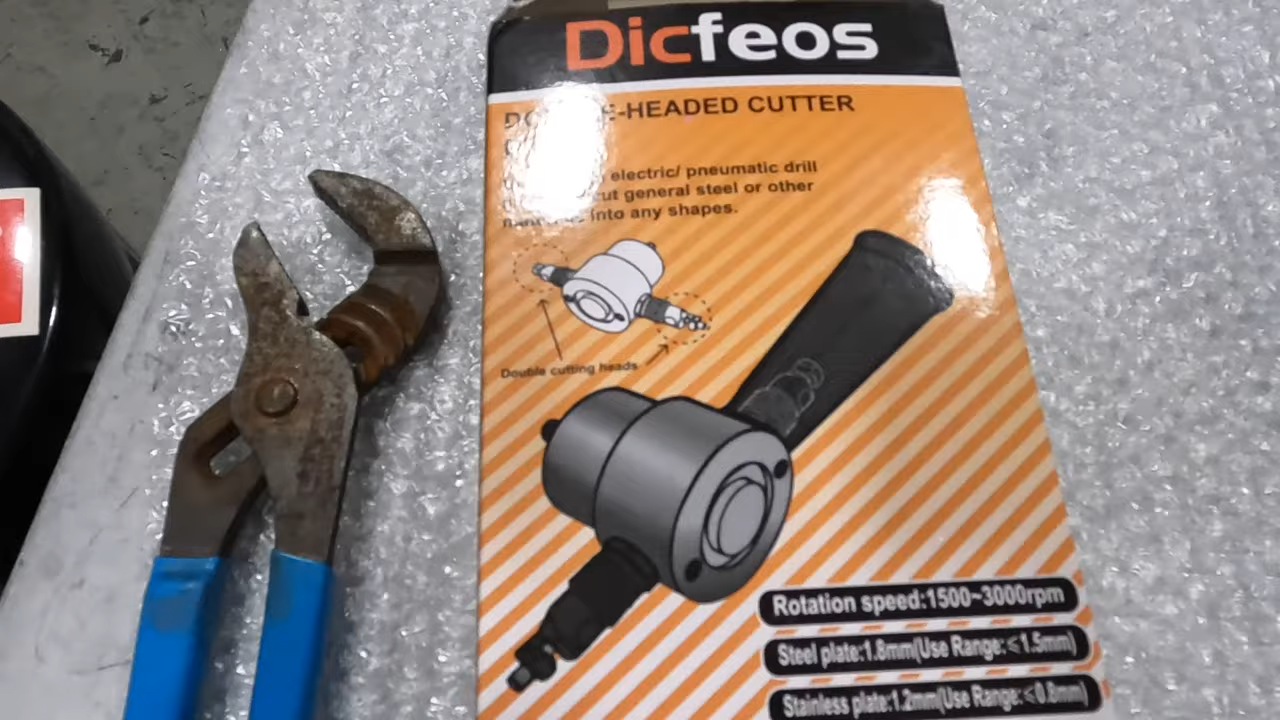 Dicfeos
-HEADED CUTTER
electric/ pneumatic drill
cut general steel or other
into any shapes.
Double cutting heads
Rotation speed:1500~3000rpm
Steel plate:1.8mm(Use Range:≤1.5mm)
Stainless plate:1.2mm(Use Range:≤0.8mm)